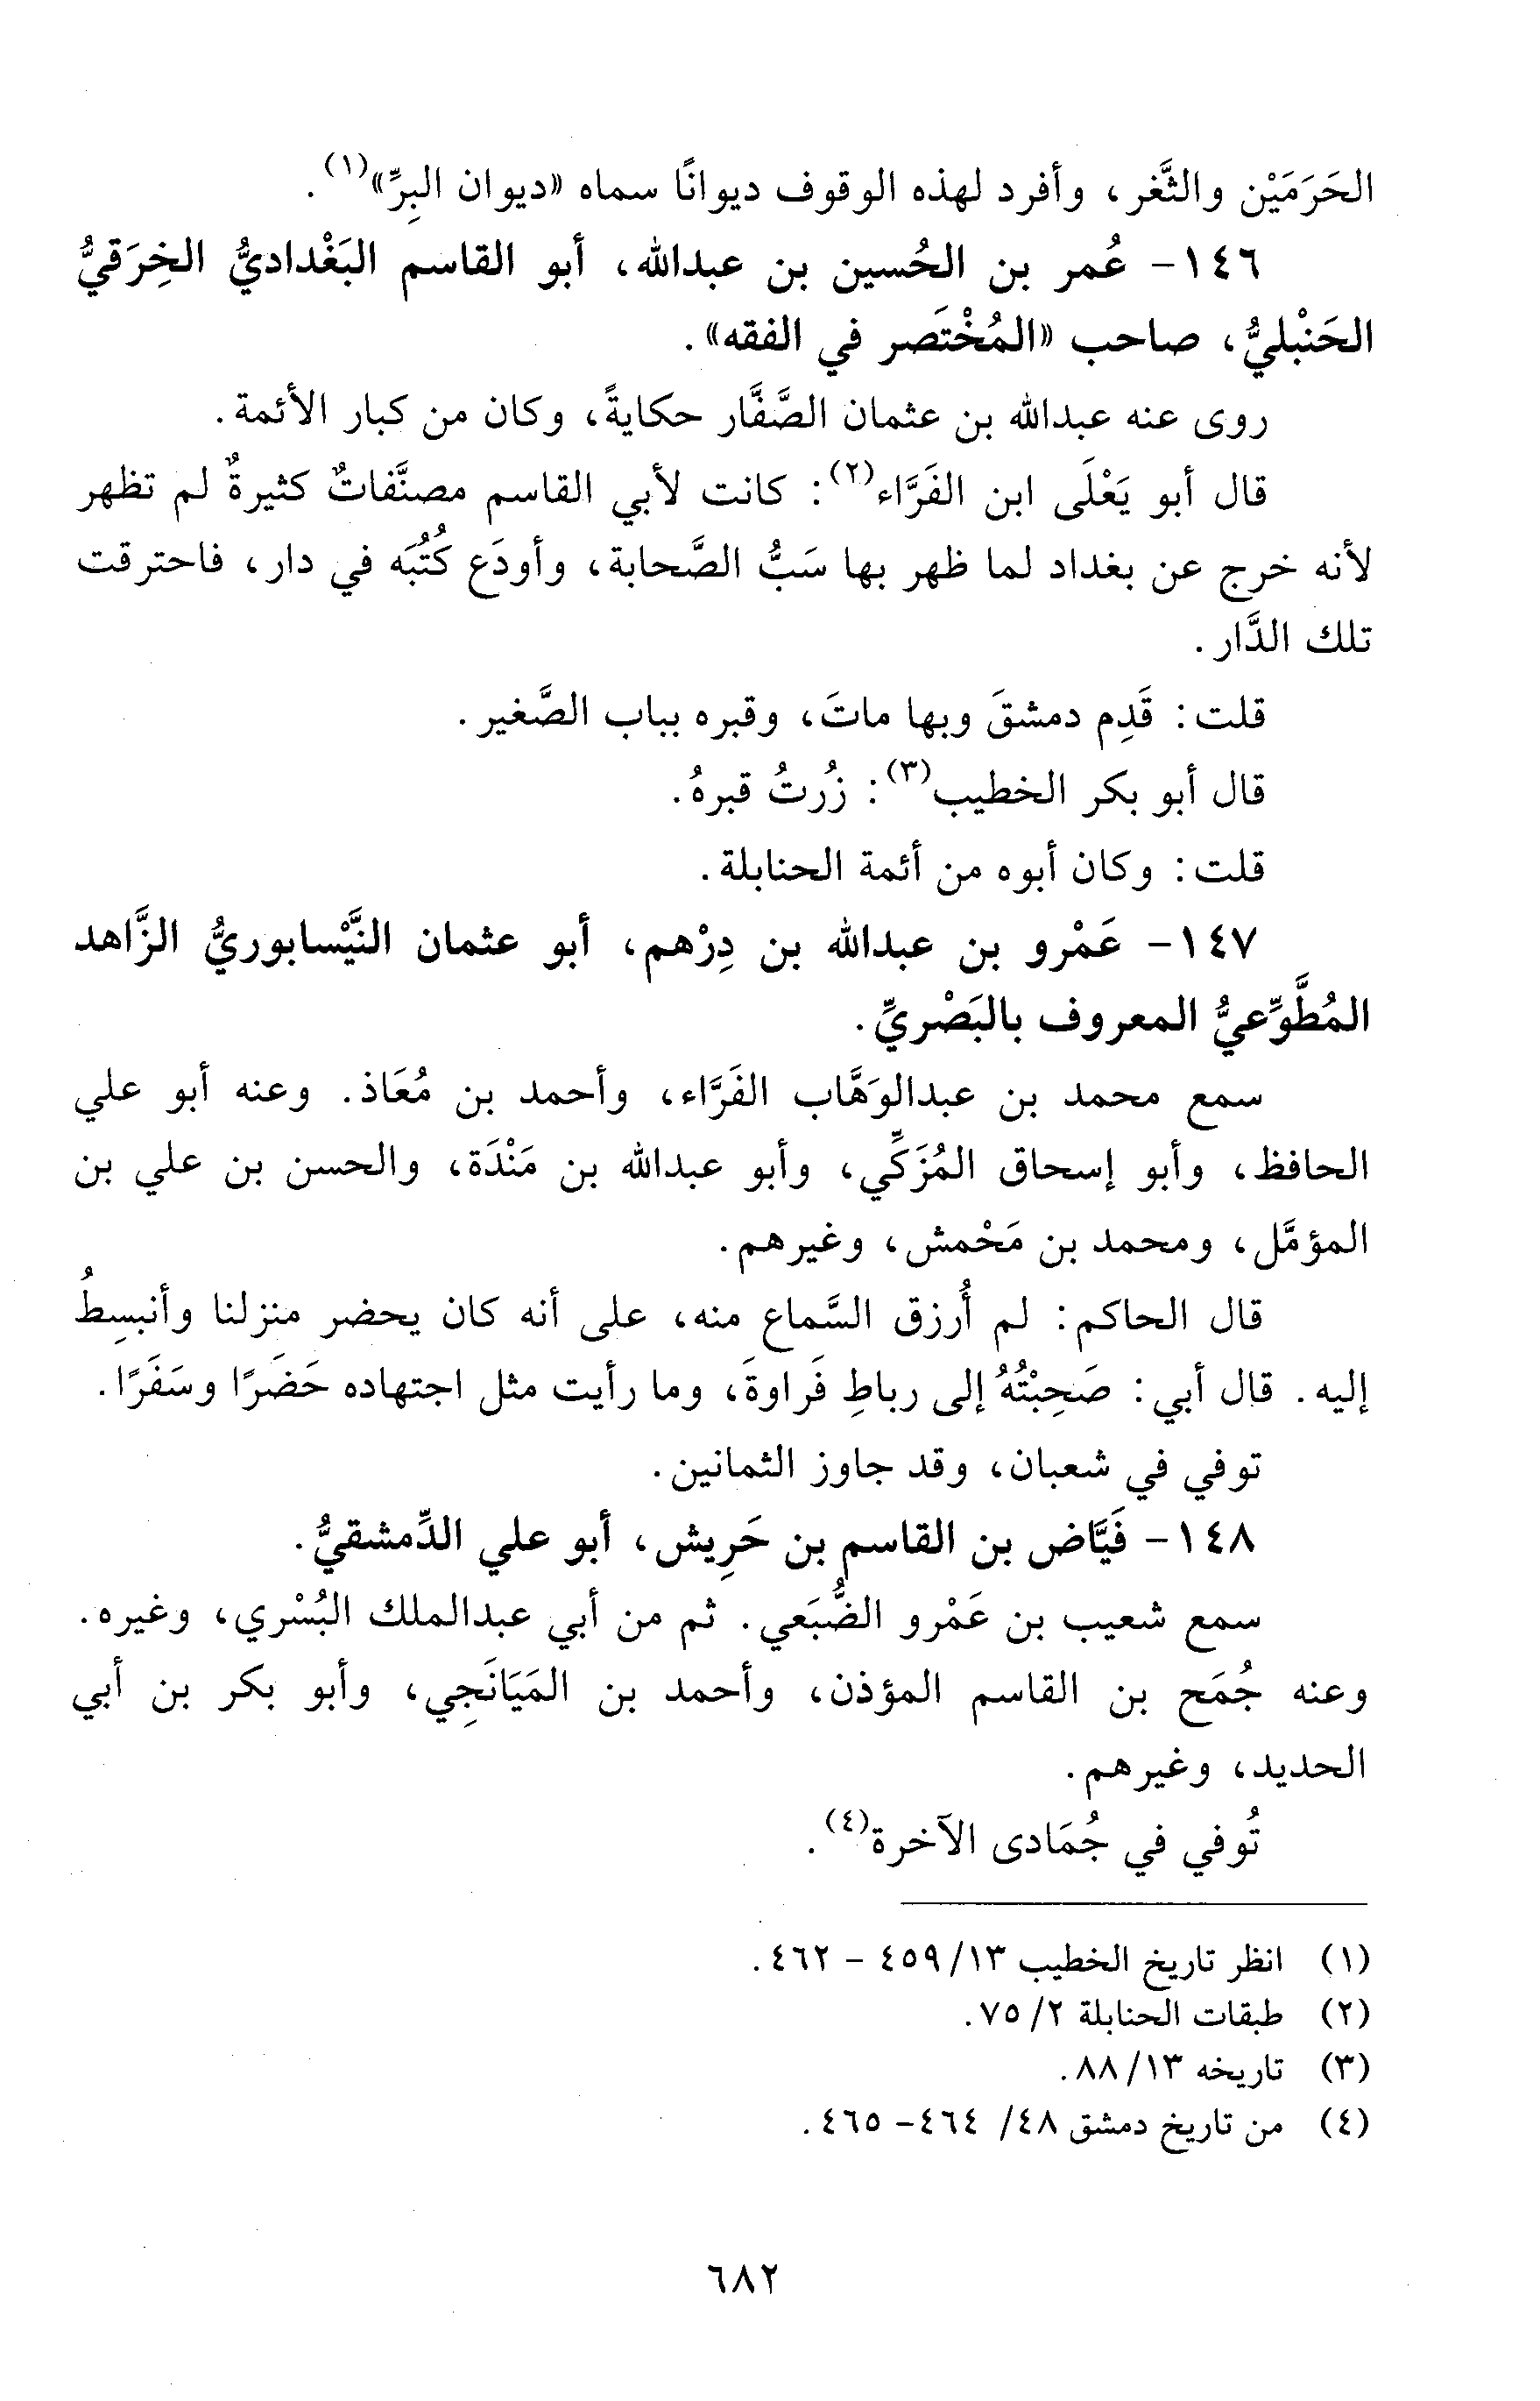 الحَرَمَيْن والثَّغر، وأفرد لهذه الوقوف ديوانًا سماه «ديوان البِرِّ»(١).
١٤٦- عُمر بن الحُسين بن عبدالله، أبو القاسم البَغْداديُّ الخِرَقيُّ
الحَنْبليُّ، صاحب «المُخْتَصر في الفقه».
روى عنه عبدالله بن عثمان الصَّفَّار حكايةً، وكان من كبار الأئمة.
قال أبو يَعْلَى ابن الفَرَّاء(٢): كانت لأبي القاسم مصنَّفاتٌ كثيرةٌ لم تظهر
لأنه خرج عن بغداد لما ظهر بها سَبُّ الصَّحابة، وأودَع كُتُبَه في دار، فاحترقت
تلك الدَّار.
قلت: قَدِم دمشقَ وبها ماتَ، وقبره بباب الصَّغير.
قال أبو بكر الخطيب(٣): زُرتُ قبرهُ.
قلت: وكان أبوه من أئمة الحنابلة.
١٤٧- عَمْرو بن عبدالله بن دِرْهم، أبو عثمان النَّيْسابوريُّ الزَّاهد
المُطَّوِّعيُّ المعروف بالبَصْريِّ.
سمع محمد بن عبدالوَهَّاب الفَرَّاء، وأحمد بن مُعَاذ. وعنه أبو علي
الحافظ، وأبو إسحاق المُزَكِّي، وأبو عبدالله بن مَنْدَة، والحسن بن علي بن
المؤمَّل، ومحمد بن مَحْمش، وغيرهم.
قال الحاكم: لم أُرزق السَّماع منه، على أنه كان يحضر منزلنا وأنبسِطُ
إليه. قال أبي: صَحِبْتُهُ إلى رباطِ فَراوةَ، وما رأيت مثل اجتهاده حَضَرًا وسَفَرًا.
توفي في شعبان، وقد جاوز الثمانين.
١٤٨- فَيَّاض بن القاسم بن حَرِيش، أبو علي الدِّمشقيُّ.
سمع شعيب بن عَمْرو الضُّبَعي. ثم من أبي عبدالملك البُسْري، وغيره.
وعنه جُمَح بن القاسم المؤذن، وأحمد بن المَيَانَجِي، وأبو بكر بن أبي
الحديد، وغيرهم.
تُوفي في جُمَادى الآخرة(٤).
(١) انظر تاريخ الخطيب ١٣/ ٤٥٩ - ٤٦٢.
(٢) طبقات الحنابلة ٢/ ٧٥.
(٣) تاريخه ١٣/ ٨٨.
(٤) من تاريخ دمشق ٤٨/ ٤٦٤- ٤٦٥.
٦٨٢